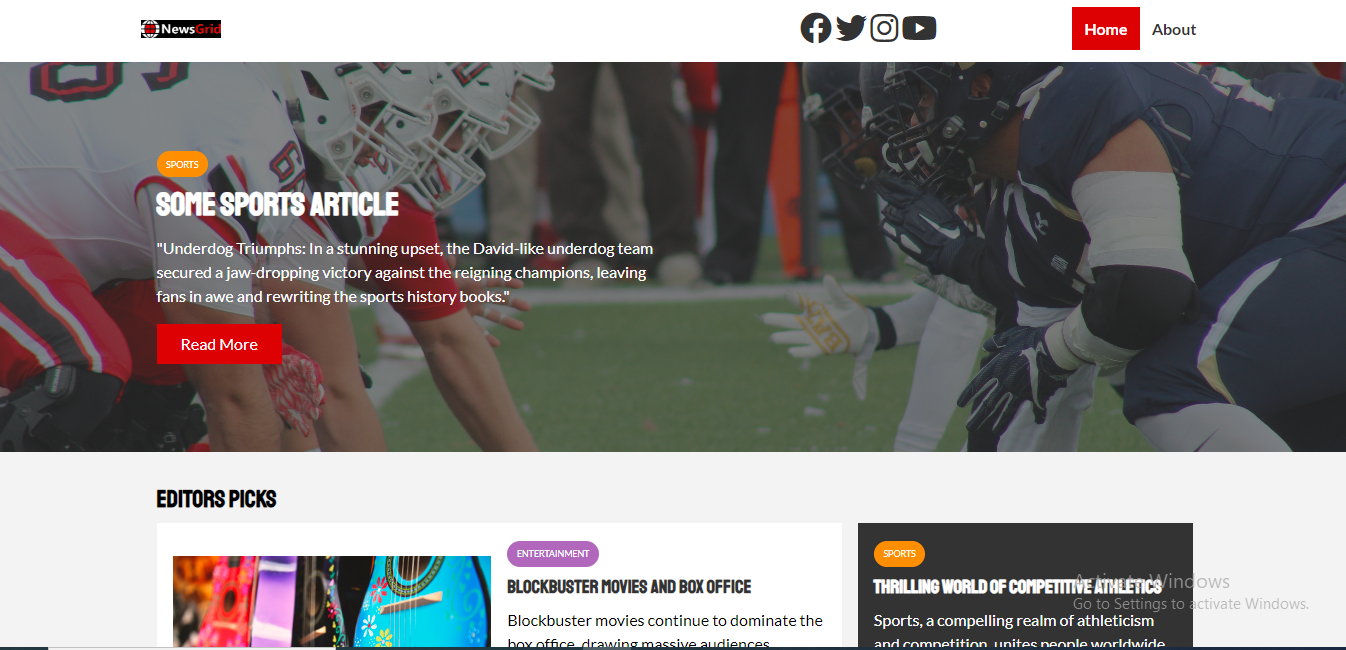 NewsGrid
Home
About
SPORTS
SOME SPORTS ARTICLE
"Underdog Triumphs: In a stunning upset, the David-like underdog team
secured a jaw-dropping victory against the reigning champions, leaving
fans in awe and rewriting the sports history books."
Read More
EDITORS PICKS
ENTERTAINMENT
BLOCKBUSTER MOVIES AND BOX OFFICE
Blockbuster movies continue to dominate the
box office, drawing massive audiences
SPORTS
THRILLING WORLD OF COMPETITIVE ATHLETICS
Sports, a compelling realm of athleticism
and competition, unites people worldwide
Activate Windows
Go to Settings to activate Windows.